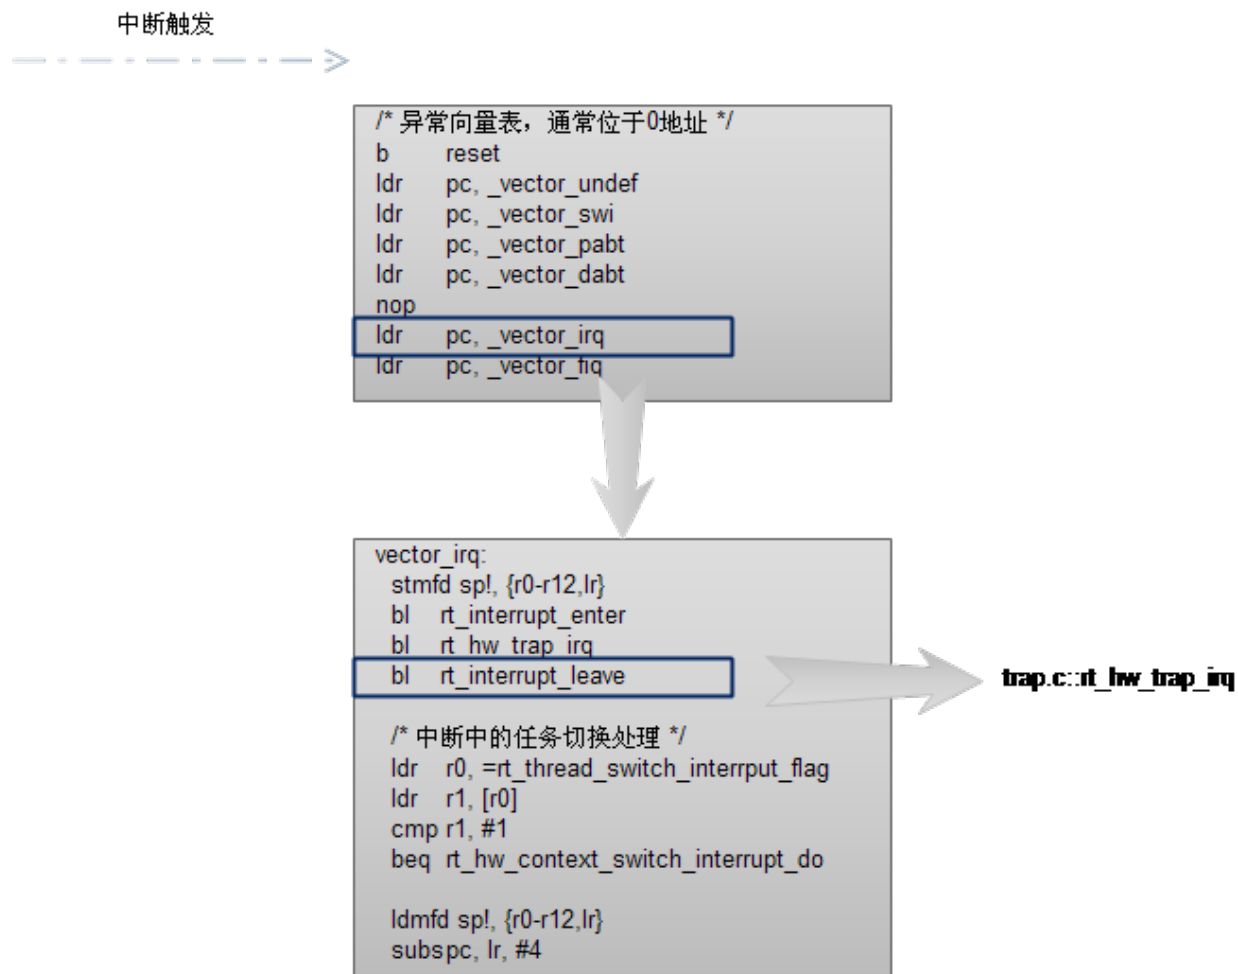 中断触发
/* 异常向量表，通常位于0地址 */
b reset
ldr pc, _vector_undef
ldr pc, _vector_swi
ldr pc, _vector_pabt
ldr pc, _vector_dabt
nop
ldr pc, _vector_irq
ldr pc, _vector_fiq
vector_irq:
stmfd sp!, {r0-r12,lr}
bl rt_interrupt_enter
bl rt_hw_trap_irq
bl rt_interrupt_leave
trap.c::rt_hw_trap_irq
/* 中断中的任务切换处理 */
ldr r0, =rt_thread_switch_interrput_flag
ldr r1, [r0]
cmp r1, #1
beq rt_hw_context_switch_interrupt_do
ldmfd sp!, {r0-r12,lr}
subspc, lr, #4